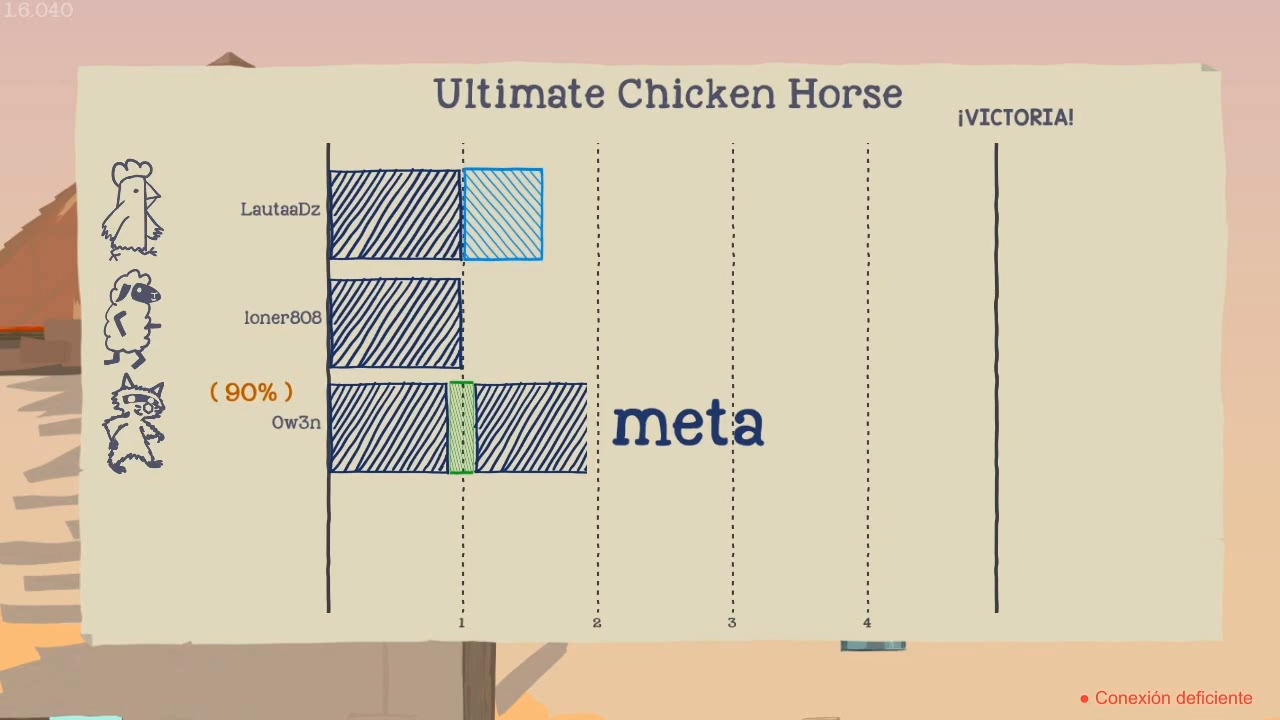 1.6.040
Ultimate Chicken Horse
¡VICTORIA!
LautaaDz
loner808
( 90% )
0w3n
meta
1 2 3 4
Conexión deficiente